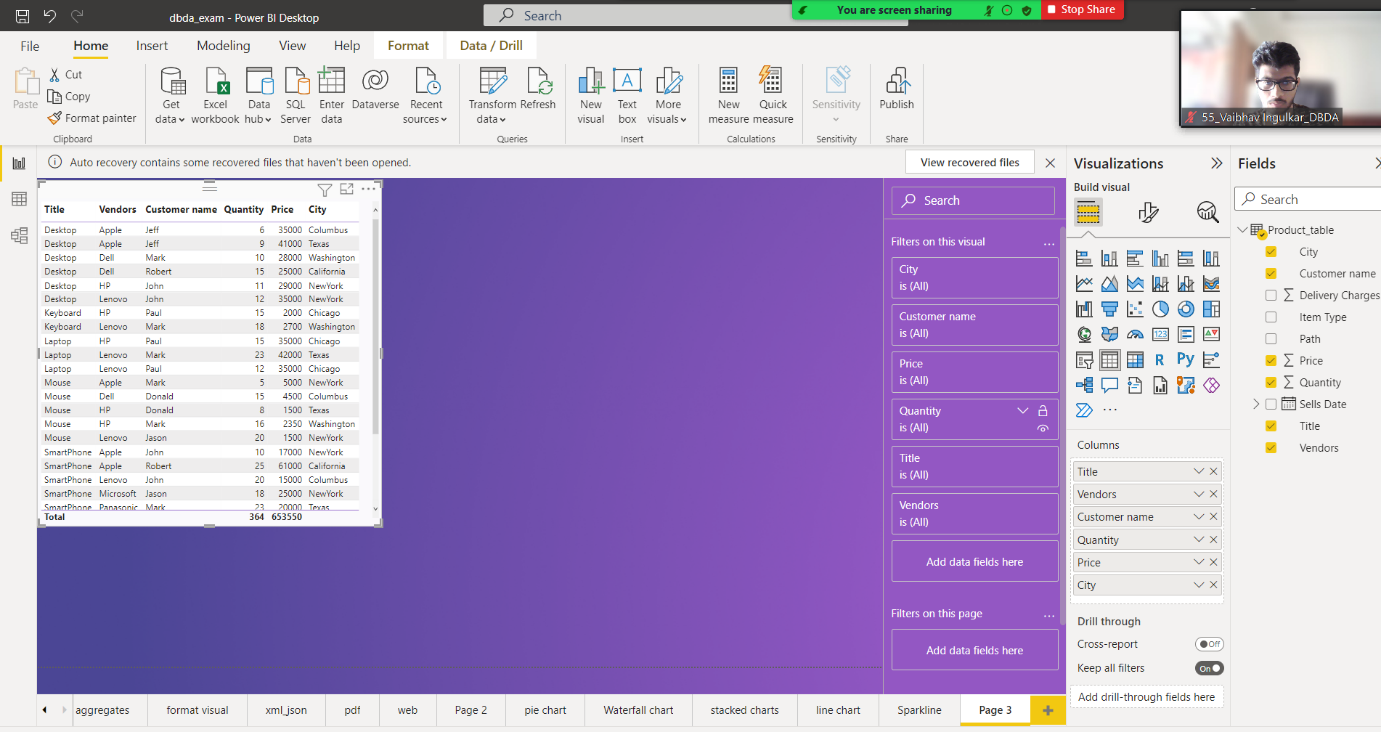 dbda_exam - Power BI Desktop
Search
You are screen sharing
Stop Share
File Home Insert Modeling View Help Format Data / Drill
Paste
Cut
Copy
Format painter
Clipboard
Get data
Excel workbook
Data hub
SQL Server
Enter data
Dataverse
Recent sources
Data
Transform data
Refresh
Queries
New visual
Text box
More visuals
Insert
New measure
Quick measure
Calculations
Sensitivity
Sensitivity
Publish
Share
55_Vaibhav Ingulkar_DBDA
Auto recovery contains some recovered files that haven't been opened.
View recovered files
Title Vendors Customer name Quantity Price City
Desktop Apple Jeff 6 35000 Columbus
Desktop Apple Jeff 9 41000 Texas
Desktop Dell Mark 10 28000 Washington
Desktop Dell Robert 15 25000 California
Desktop HP John 11 29000 NewYork
Desktop Lenovo John 12 35000 NewYork
Keyboard HP Paul 15 2000 Chicago
Keyboard Lenovo Mark 18 2700 Washington
Laptop HP Paul 15 35000 Chicago
Laptop Lenovo Mark 23 42000 Texas
Laptop Lenovo Paul 12 35000 Chicago
Mouse Apple Mark 5 5000 NewYork
Mouse Dell Donald 15 4500 Columbus
Mouse HP Donald 8 1500 Texas
Mouse HP Mark 16 2350 Washington
Mouse Lenovo Jason 20 1500 NewYork
SmartPhone Apple John 10 17000 NewYork
SmartPhone Apple Robert 25 61000 California
SmartPhone Lenovo John 20 15000 Columbus
SmartPhone Microsoft Jason 18 25000 NewYork
SmartPhone Panasonic Mark 23 20000 Texas
Total 364 653550
Search
Filters on this visual
City
is (All)
Customer name
is (All)
Price
is (All)
Quantity
is (All)
Title
is (All)
Vendors
is (All)
Add data fields here
Filters on this page
Add data fields here
Visualizations
Build visual
123
R
Py
Columns
Title
Vendors
Customer name
Quantity
Price
City
Drill through
Cross-report
Off
Keep all filters
On
Add drill-through fields here
Fields
Search
Product_table
City
Customer name
Delivery Charges
Item Type
Path
Price
Quantity
Sells Date
Title
Vendors
aggregates format visual xml_json pdf web Page 2 pie chart Waterfall chart stacked charts line chart Sparkline Page 3